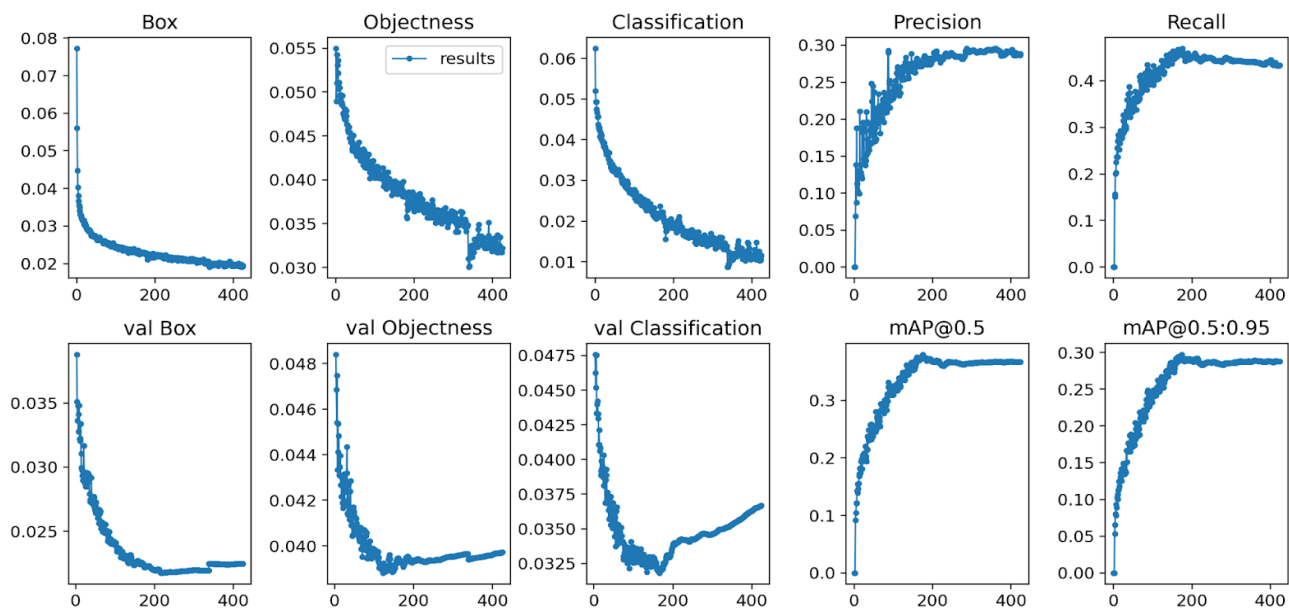 Box
Objectness
Classification
Precision
Recall
0.08
0.07
0.06
0.05
0.04
0.03
0.02
0 200 400
results
0.055
0.050
0.045
0.040
0.035
0.030
0 200 400
0.06
0.05
0.04
0.03
0.02
0.01
0 200 400
0.30
0.25
0.20
0.15
0.10
0.05
0.00
0 200 400
0.4
0.3
0.2
0.1
0.0
0 200 400
val Box
val Objectness
val Classification
mAP@0.5
mAP@0.5:0.95
0.035
0.030
0.025
0 200 400
0.048
0.046
0.044
0.042
0.040
0 200 400
0.0475
0.0450
0.0425
0.0400
0.0375
0.0350
0.0325
0 200 400
0.3
0.2
0.1
0.0
0 200 400
0.30
0.25
0.20
0.15
0.10
0.05
0.00
0 200 400